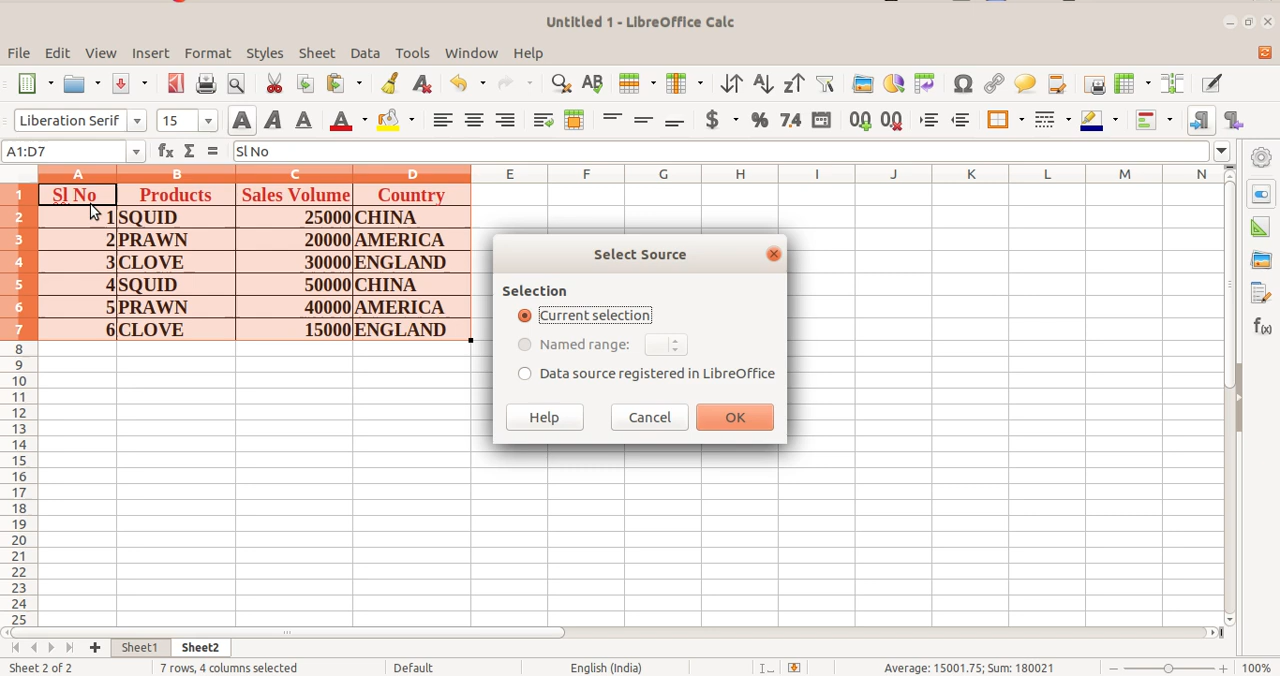 Untitled 1 - LibreOffice Calc
File Edit View Insert Format Styles Sheet Data Tools Window Help
Liberation Serif 15
A1:D7 Sl No
A B C D E F G H I J K L M N
1 Sl No Products Sales Volume Country
2 1 SQUID 25000 CHINA
3 2 PRAWN 20000 AMERICA
4 3 CLOVE 30000 ENGLAND
5 4 SQUID 50000 CHINA
6 5 PRAWN 40000 AMERICA
7 6 CLOVE 15000 ENGLAND
8
9
10
11
12
13
14
15
16
17
18
19
20
21
22
23
24
25
Select Source
Selection
Current selection
Named range:
Data source registered in LibreOffice
Help Cancel OK
Sheet1 Sheet2
Sheet 2 of 2 7 rows, 4 columns selected Default English (India) Average: 15001.75; Sum: 180021 100%